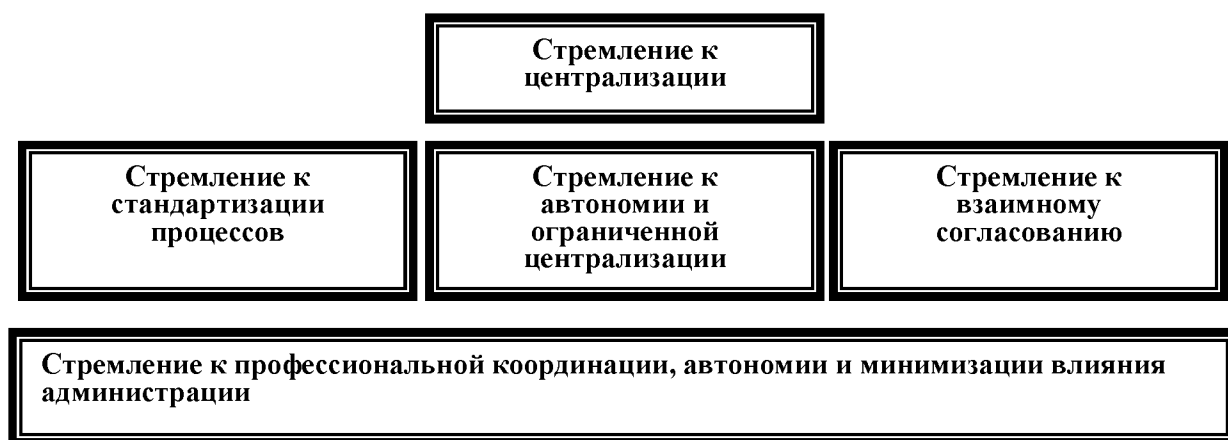 Стремление к
централизации
Стремление к
стандартизации
процессов
Стремление к
автономии и
ограниченной
централизации
Стремление к
взаимному
согласованию
Стремление к профессиональной координации, автономии и минимизации влияния
администрации